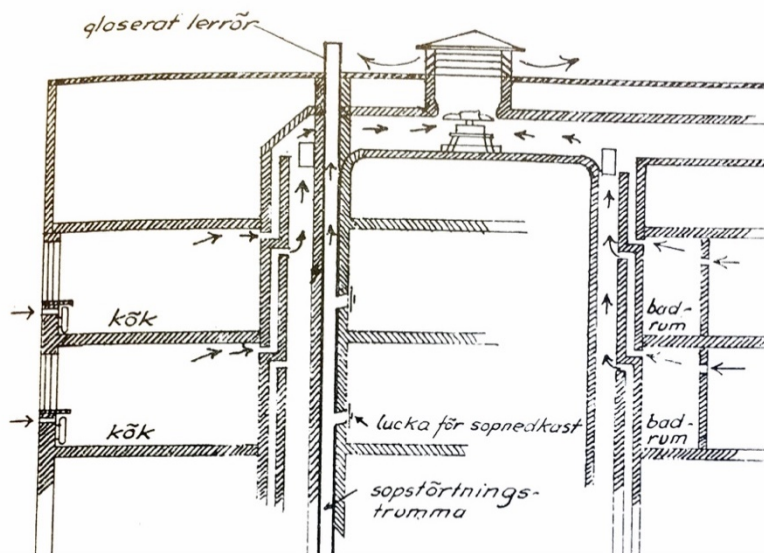 glaserat lerrör
kök
bad-
rum
kök
lucka för sopnedkast
bad-
rum
sopstörtnings-
trumma